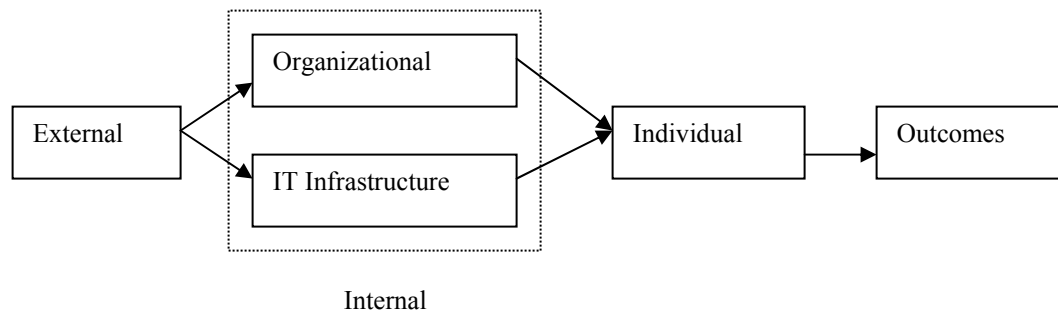 Organizational
External
Individual
Outcomes
IT Infrastructure
Internal